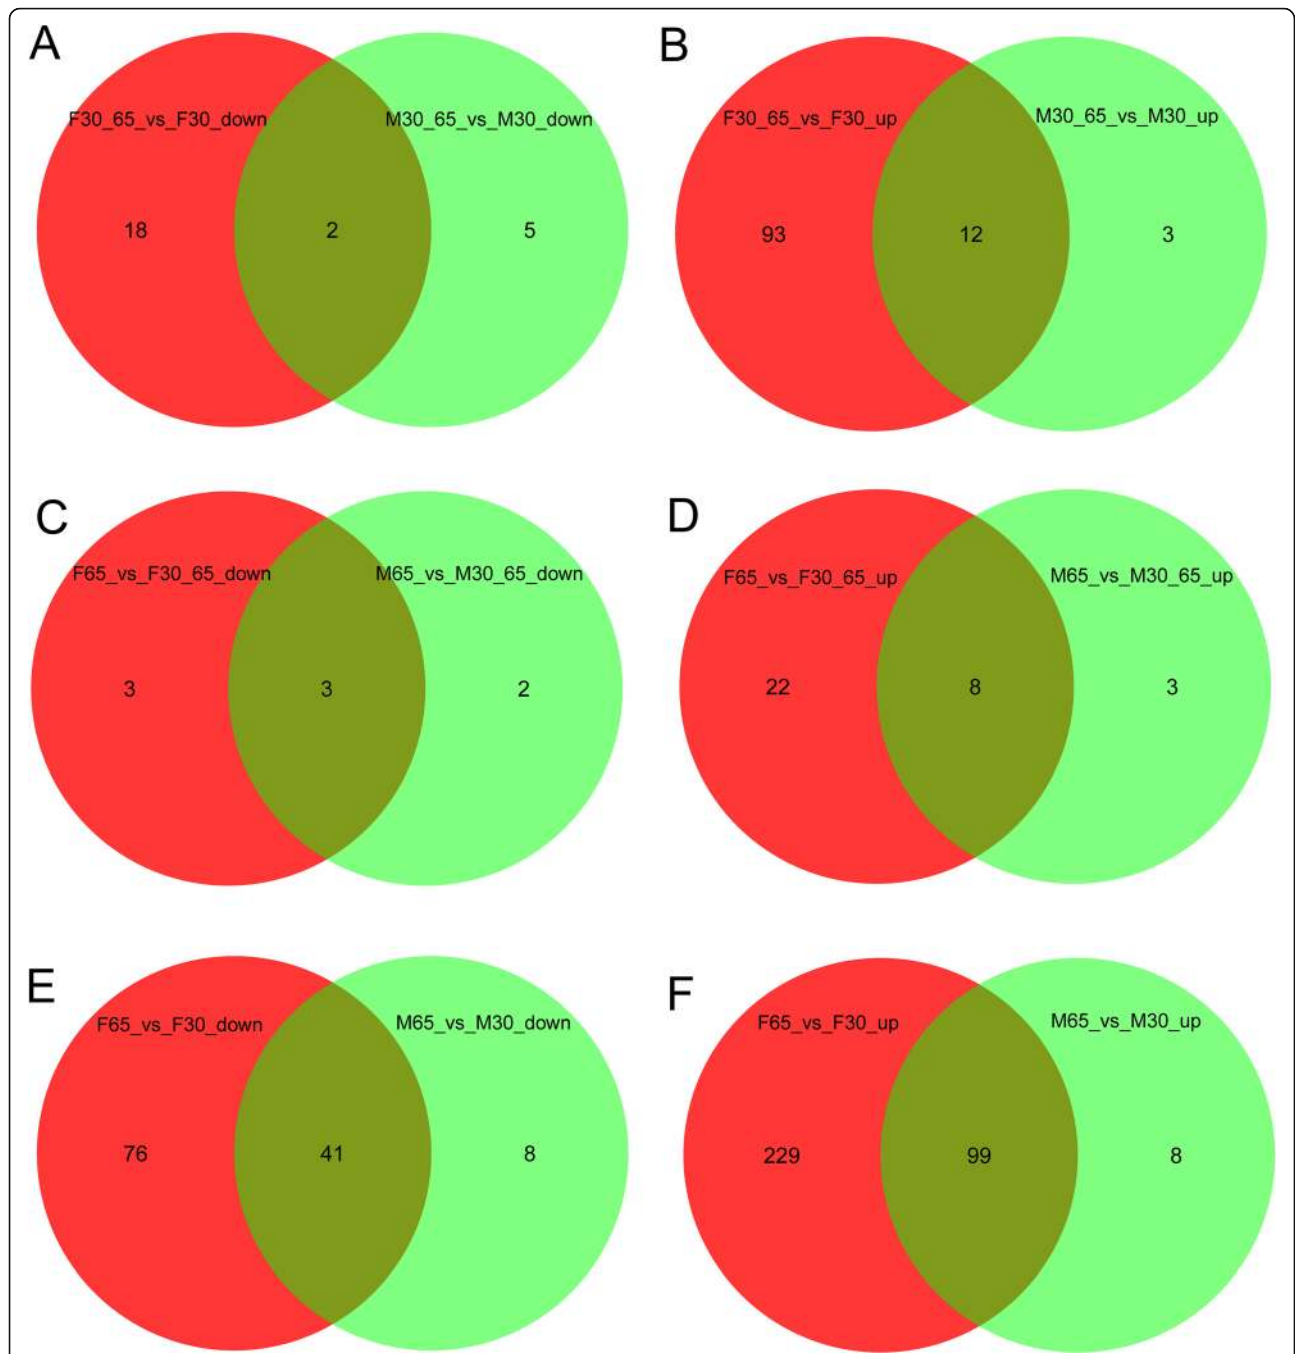 A
B
F30_65_vs_F30_down
M30_65_vs_M30_down
F30_65_vs_F30_up
M30_65_vs_M30_up
18
2
5
93
12
3
C
D
F65_vs_F30_65_down
M65_vs_M30_65_down
F65_vs_F30_65_up
M65_vs_M30_65_up
3
3
2
22
8
3
E
F
F65_vs_F30_down
M65_vs_M30_down
F65_vs_F30_up
M65_vs_M30_up
76
41
8
229
99
8